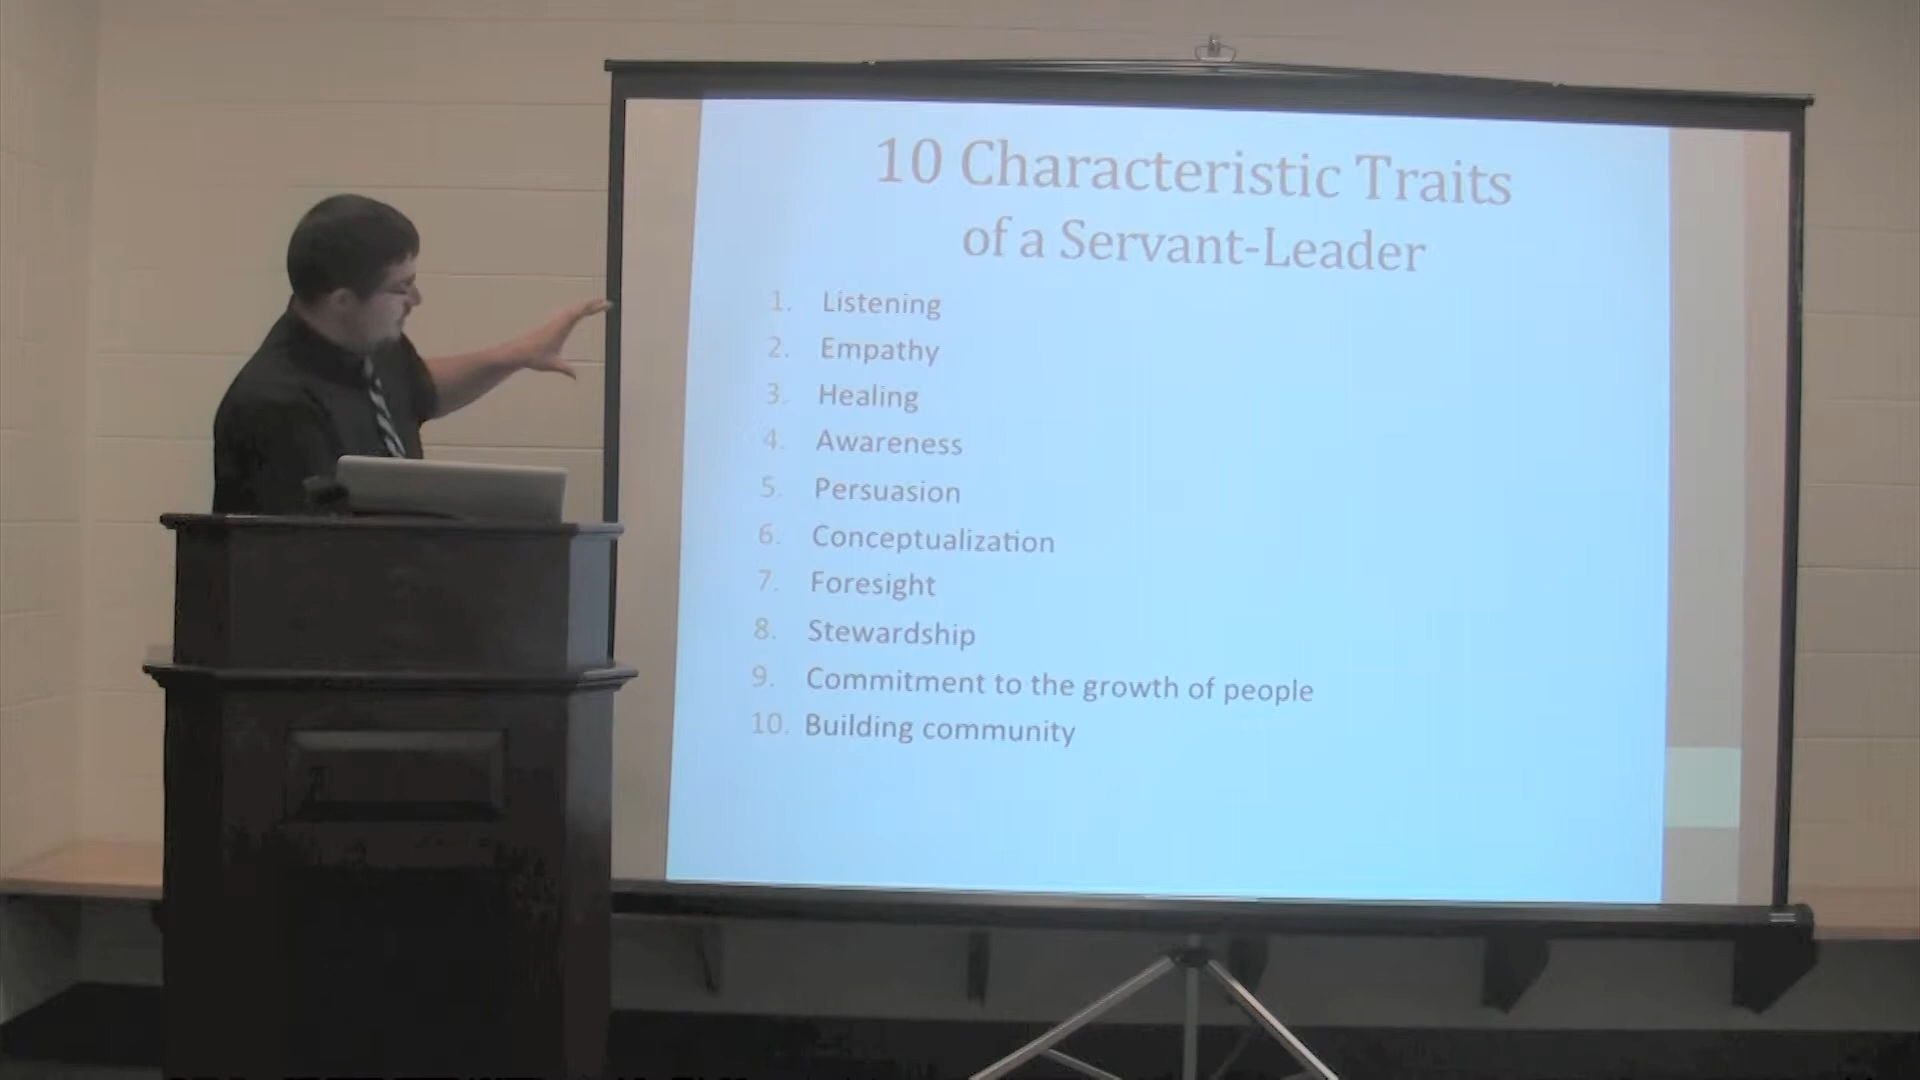 10 Characteristic Traits
of a Servant-Leader
1. Listening
2. Empathy
3. Healing
4. Awareness
5. Persuasion
6. Conceptualization
7. Foresight
8. Stewardship
9. Commitment to the growth of people
10. Building community